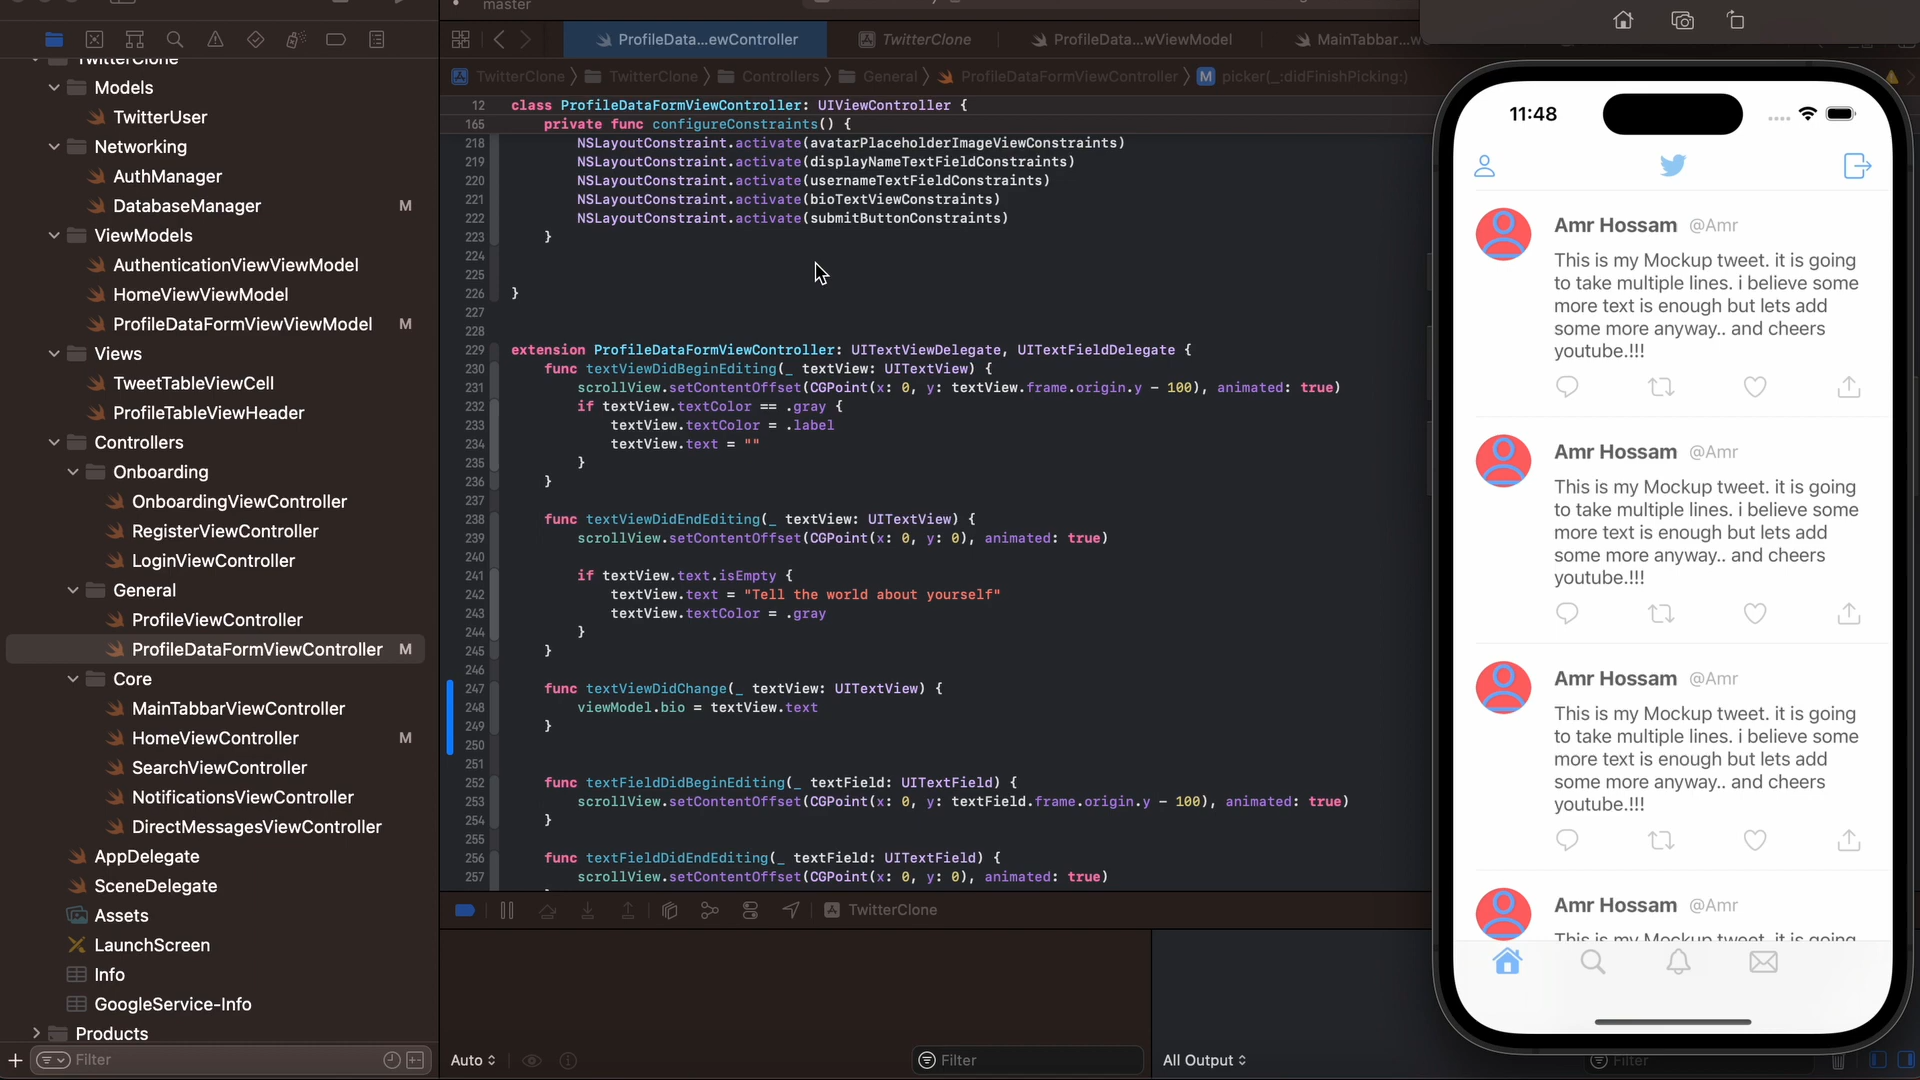 master
ProfileData...ewController
TwitterClone
ProfileData...wViewModel
TwitterClone
TwitterClone
Controllers
General
ProfileDataFormViewController
M
picker(_:didFinishPicking:)
TwitterClone
Models
TwitterUser
Networking
AuthManager
DatabaseManager
M
ViewModels
AuthenticationViewViewModel
HomeViewViewModel
ProfileDataFormViewViewModel
M
Views
TweetTableViewCell
ProfileTableViewHeader
Controllers
Onboarding
OnboardingViewController
RegisterViewController
LoginViewController
General
ProfileViewController
ProfileDataFormViewController
M
Core
MainTabbarViewController
HomeViewController
M
SearchViewController
NotificationsViewController
DirectMessagesViewController
AppDelegate
SceneDelegate
Assets
LaunchScreen
Info
GoogleService-Info
Products
Filter
12 class ProfileDataFormViewController: UIViewController {
165 private func configureConstraints() {
218 NSLayoutConstraint.activate(avatarPlaceholderImageViewConstraints)
219 NSLayoutConstraint.activate(displayNameTextFieldConstraints)
220 NSLayoutConstraint.activate(usernameTextFieldConstraints)
221 NSLayoutConstraint.activate(bioTextViewConstraints)
222 NSLayoutConstraint.activate(submitButtonConstraints)
223 }
224
225
226 }
227
228
229 extension ProfileDataFormViewController: UITextViewDelegate, UITextFieldDelegate {
230 func textViewDidBeginEditing(_ textView: UITextView) {
231 scrollView.setContentOffset(CGPoint(x: 0, y: textView.frame.origin.y - 100), animated: true)
232 if textView.textColor == .gray {
233 textView.textColor = .label
234 textView.text = ""
235 }
236 }
237
238 func textViewDidEndEditing(_ textView: UITextView) {
239 scrollView.setContentOffset(CGPoint(x: 0, y: 0), animated: true)
240
241 if textView.text.isEmpty {
242 textView.text = "Tell the world about yourself"
243 textView.textColor = .gray
244 }
245 }
246
247 func textViewDidChange(_ textView: UITextView) {
248 viewModel.bio = textView.text
249 }
250
251
252 func textFieldDidBeginEditing(_ textField: UITextField) {
253 scrollView.setContentOffset(CGPoint(x: 0, y: textField.frame.origin.y - 100), animated: true)
254 }
255
256 func textFieldDidEndEditing(_ textField: UITextField) {
257 scrollView.setContentOffset(CGPoint(x: 0, y: 0), animated: true)
TwitterClone
Auto
Filter
All Output
Filter
11:48
Amr Hossam @Amr
This is my Mockup tweet. it is going
to take multiple lines. i believe some
more text is enough but lets add
some more anyway.. and cheers
youtube.!!!
Amr Hossam @Amr
This is my Mockup tweet. it is going
to take multiple lines. i believe some
more text is enough but lets add
some more anyway.. and cheers
youtube.!!!
Amr Hossam @Amr
This is my Mockup tweet. it is going
to take multiple lines. i believe some
more text is enough but lets add
some more anyway.. and cheers
youtube.!!!
Amr Hossam @Amr
This is my Mockup tweet. it is going